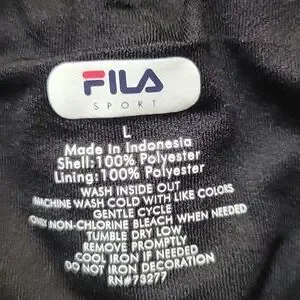 FILA
SPORT
L
Made In Indonesia
Shell:100% Polyester
Lining:100% Polyester
WASH INSIDE OUT
MACHINE WASH COLD WITH LIKE COLORS
GENTLE CYCLE
ONLY NON-CHLORINE BLEACH WHEN NEEDED
TUMBLE DRY LOW
REMOVE PROMPTLY
COOL IRON IF NEEDED
DO NOT IRON DECORATION
RN#73277